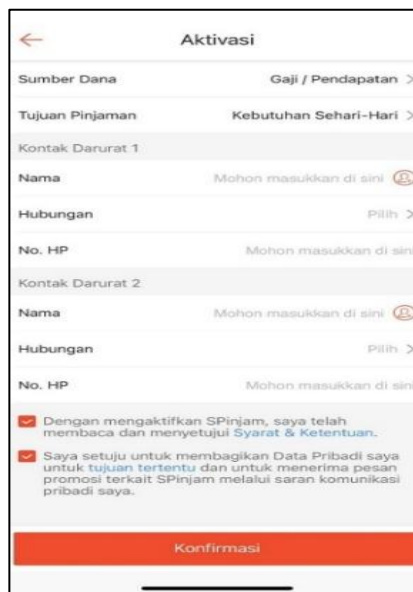 Aktivasi
Sumber Dana Gaji / Pendapatan >
Tujuan Pinjaman Kebutuhan Sehari-Hari >
Kontak Darurat 1
Nama Mohon masukkan di sini
Hubungan Pilih >
No. HP Mohon masukkan di sini
Kontak Darurat 2
Nama Mohon masukkan di sini
Hubungan Pilih >
No. HP Mohon masukkan di sini
Dengan mengaktifkan SPinjam, saya telah
membaca dan menyetujui Syarat & Ketentuan.
Saya setuju untuk membagikan Data Pribadi saya
untuk tujuan tertentu dan untuk menerima pesan
promosi terkait SPinjam melalui saran komunikasi
pribadi saya.
Konfirmasi